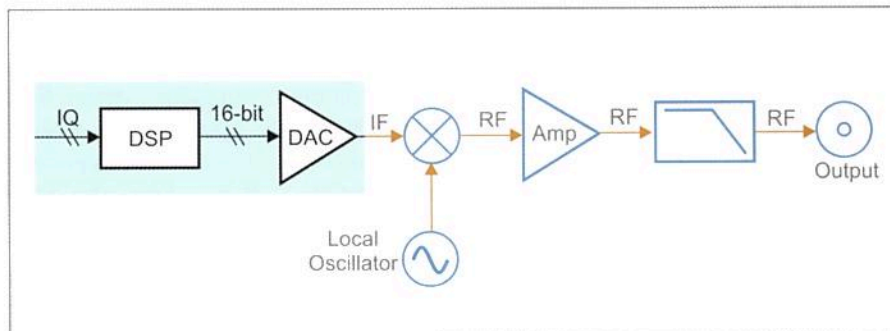 IQ
DSP
16-bit
DAC
IF
RF
Amp
RF
RF
Output
Local
Oscillator